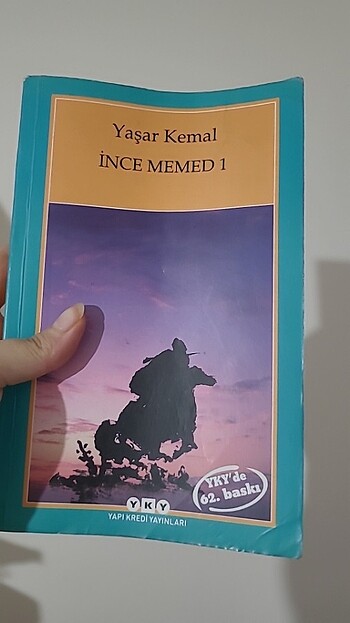 Yaşar Kemal
İNCE MEMED 1
YKY'de
62. baskı
YKY
YAPI KREDİ YAYINLARI